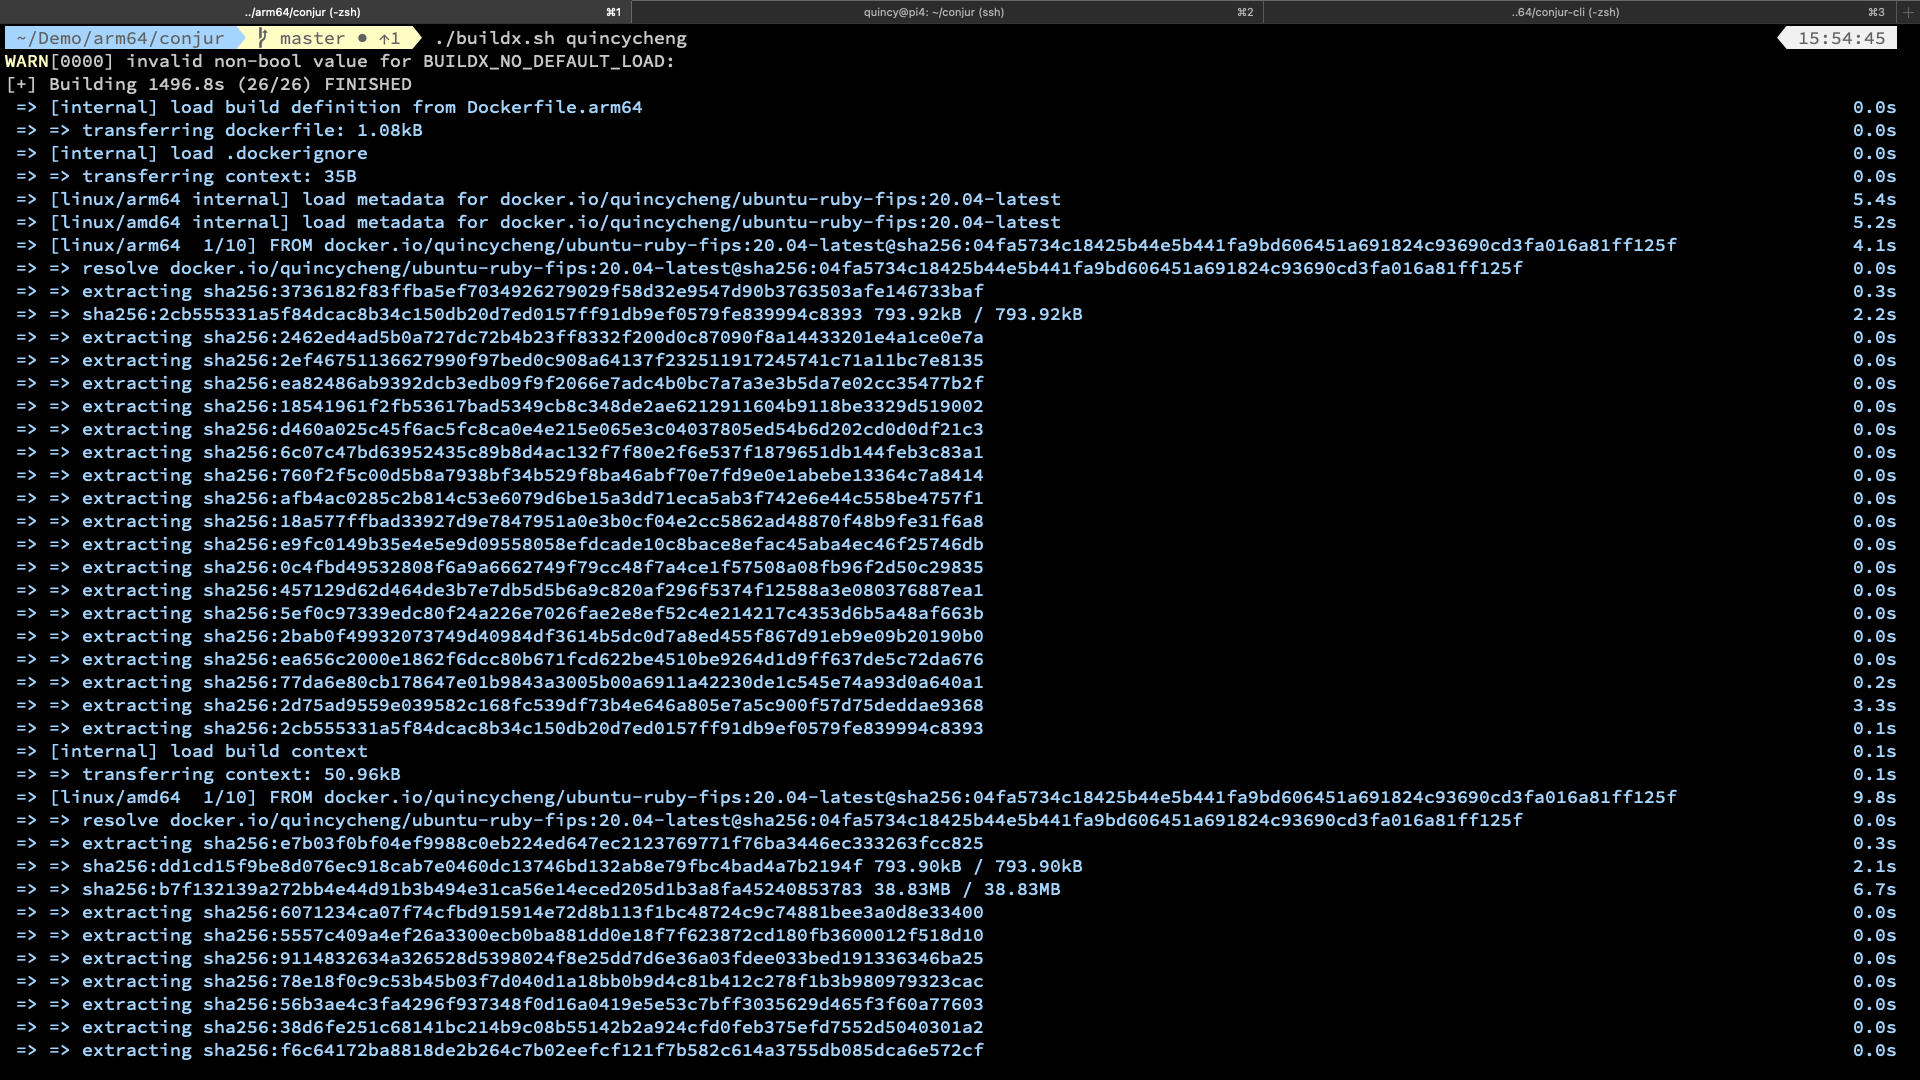 ../arm64/conjur (-zsh) ⌘1 quincy@pi4: ~/conjur (ssh) ⌘2 ..64/conjur-cli (-zsh) ⌘3 +
~/Demo/arm64/conjur master ● ↑1 ./buildx.sh quincycheng 15:54:45
WARN[0000] invalid non-bool value for BUILDX_NO_DEFAULT_LOAD:
[+] Building 1496.8s (26/26) FINISHED
=> [internal] load build definition from Dockerfile.arm64 0.0s
=> => transferring dockerfile: 1.08kB 0.0s
=> [internal] load .dockerignore 0.0s
=> => transferring context: 35B 0.0s
=> [linux/arm64 internal] load metadata for docker.io/quincycheng/ubuntu-ruby-fips:20.04-latest 5.4s
=> [linux/amd64 internal] load metadata for docker.io/quincycheng/ubuntu-ruby-fips:20.04-latest 5.2s
=> [linux/arm64  1/10] FROM docker.io/quincycheng/ubuntu-ruby-fips:20.04-latest@sha256:04fa5734c18425b44e5b441fa9bd606451a691824c93690cd3fa016a81ff125f 4.1s
=> => resolve docker.io/quincycheng/ubuntu-ruby-fips:20.04-latest@sha256:04fa5734c18425b44e5b441fa9bd606451a691824c93690cd3fa016a81ff125f 0.0s
=> => extracting sha256:3736182f83ffba5ef7034926279029f58d32e9547d90b3763503afe146733baf 0.3s
=> => sha256:2cb555331a5f84dcac8b34c150db20d7ed0157ff91db9ef0579fe839994c8393 793.92kB / 793.92kB 2.2s
=> => extracting sha256:2462ed4ad5b0a727dc72b4b23ff8332f200d0c87090f8a14433201e4a1ce0e7a 0.0s
=> => extracting sha256:2ef46751136627990f97bed0c908a64137f232511917245741c71a11bc7e8135 0.0s
=> => extracting sha256:ea82486ab9392dcb3edb09f9f2066e7adc4b0bc7a7a3e3b5da7e02cc35477b2f 0.0s
=> => extracting sha256:18541961f2fb53617bad5349cb8c348de2ae6212911604b9118be3329d519002 0.0s
=> => extracting sha256:d460a025c45f6ac5fc8ca0e4e215e065e3c04037805ed54b6d202cd0d0df21c3 0.0s
=> => extracting sha256:6c07c47bd63952435c89b8d4ac132f7f80e2f6e537f1879651db144feb3c83a1 0.0s
=> => extracting sha256:760f2f5c00d5b8a7938bf34b529f8ba46abf70e7fd9e0e1abebe13364c7a8414 0.0s
=> => extracting sha256:afb4ac0285c2b814c53e6079d6be15a3dd71eca5ab3f742e6e44c558be4757f1 0.0s
=> => extracting sha256:18a577ffbad33927d9e7847951a0e3b0cf04e2cc5862ad48870f48b9fe31f6a8 0.0s
=> => extracting sha256:e9fc0149b35e4e5e9d09558058efdcade10c8bace8efac45aba4ec46f25746db 0.0s
=> => extracting sha256:0c4fbd49532808f6a9a6662749f79cc48f7a4ce1f57508a08fb96f2d50c29835 0.0s
=> => extracting sha256:457129d62d464de3b7e7db5d5b6a9c820af296f5374f12588a3e080376887ea1 0.0s
=> => extracting sha256:5ef0c97339edc80f24a226e7026fae2e8ef52c4e214217c4353d6b5a48af663b 0.0s
=> => extracting sha256:2bab0f49932073749d40984df3614b5dc0d7a8ed455f867d91eb9e09b20190b0 0.0s
=> => extracting sha256:ea656c2000e1862f6dcc80b671fcd622be4510be9264d1d9ff637de5c72da676 0.0s
=> => extracting sha256:77da6e80cb178647e01b9843a3005b00a6911a42230de1c545e74a93d0a640a1 0.2s
=> => extracting sha256:2d75ad9559e039582c168fc539df73b4e646a805e7a5c900f57d75deddae9368 3.3s
=> => extracting sha256:2cb555331a5f84dcac8b34c150db20d7ed0157ff91db9ef0579fe839994c8393 0.1s
=> [internal] load build context 0.1s
=> => transferring context: 50.96kB 0.1s
=> [linux/amd64  1/10] FROM docker.io/quincycheng/ubuntu-ruby-fips:20.04-latest@sha256:04fa5734c18425b44e5b441fa9bd606451a691824c93690cd3fa016a81ff125f 9.8s
=> => resolve docker.io/quincycheng/ubuntu-ruby-fips:20.04-latest@sha256:04fa5734c18425b44e5b441fa9bd606451a691824c93690cd3fa016a81ff125f 0.0s
=> => extracting sha256:e7b03f0bf04ef9988c0eb224ed647ec2123769771f76ba3446ec333263fcc825 0.3s
=> => sha256:dd1cd15f9be8d076ec918cab7e0460dc13746bd132ab8e79fbc4bad4a7b2194f 793.90kB / 793.90kB 2.1s
=> => sha256:b7f132139a272bb4e44d91b3b494e31ca56e14eced205d1b3a8fa45240853783 38.83MB / 38.83MB 6.7s
=> => extracting sha256:6071234ca07f74cfbd915914e72d8b113f1bc48724c9c74881bee3a0d8e33400 0.0s
=> => extracting sha256:5557c409a4ef26a3300ecb0ba881dd0e18f7f623872cd180fb3600012f518d10 0.0s
=> => extracting sha256:9114832634a326528d5398024f8e25dd7d6e36a03fdee033bed191336346ba25 0.0s
=> => extracting sha256:78e18f0c9c53b45b03f7d040d1a18bb0b9d4c81b412c278f1b3b980979323cac 0.0s
=> => extracting sha256:56b3ae4c3fa4296f937348f0d16a0419e5e53c7bff3035629d465f3f60a77603 0.0s
=> => extracting sha256:38d6fe251c68141bc214b9c08b55142b2a924cfd0feb375efd7552d5040301a2 0.0s
=> => extracting sha256:f6c64172ba8818de2b264c7b02eefcf121f7b582c614a3755db085dca6e572cf 0.0s